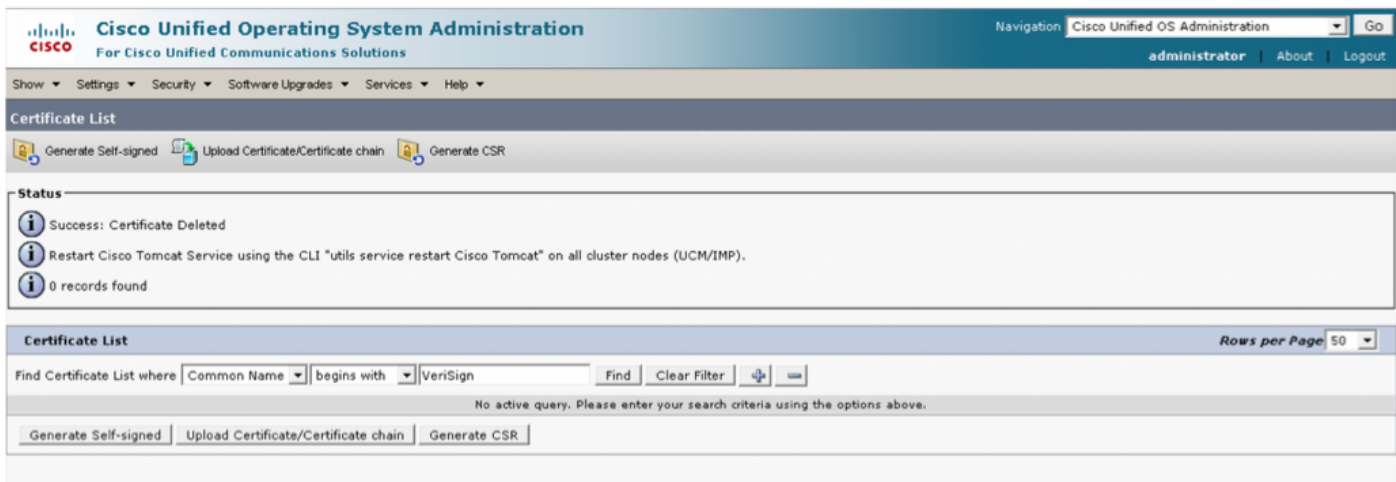 Cisco Unified Operating System Administration
Navigation Cisco Unified OS Administration Go
CISCO
For Cisco Unified Communications Solutions
administrator | About | Logout
Show Settings Security Software Upgrades Services Help
Certificate List
Generate Self-signed Upload Certificate/Certificate chain Generate CSR
Status
Success: Certificate Deleted
Restart Cisco Tomcat Service using the CLI "utils service restart Cisco Tomcat" on all cluster nodes (UCM/IMP).
0 records found
Certificate List Rows per Page 50
Find Certificate List where Common Name begins with VeriSign Find Clear Filter
No active query. Please enter your search criteria using the options above.
Generate Self-signed Upload Certificate/Certificate chain Generate CSR